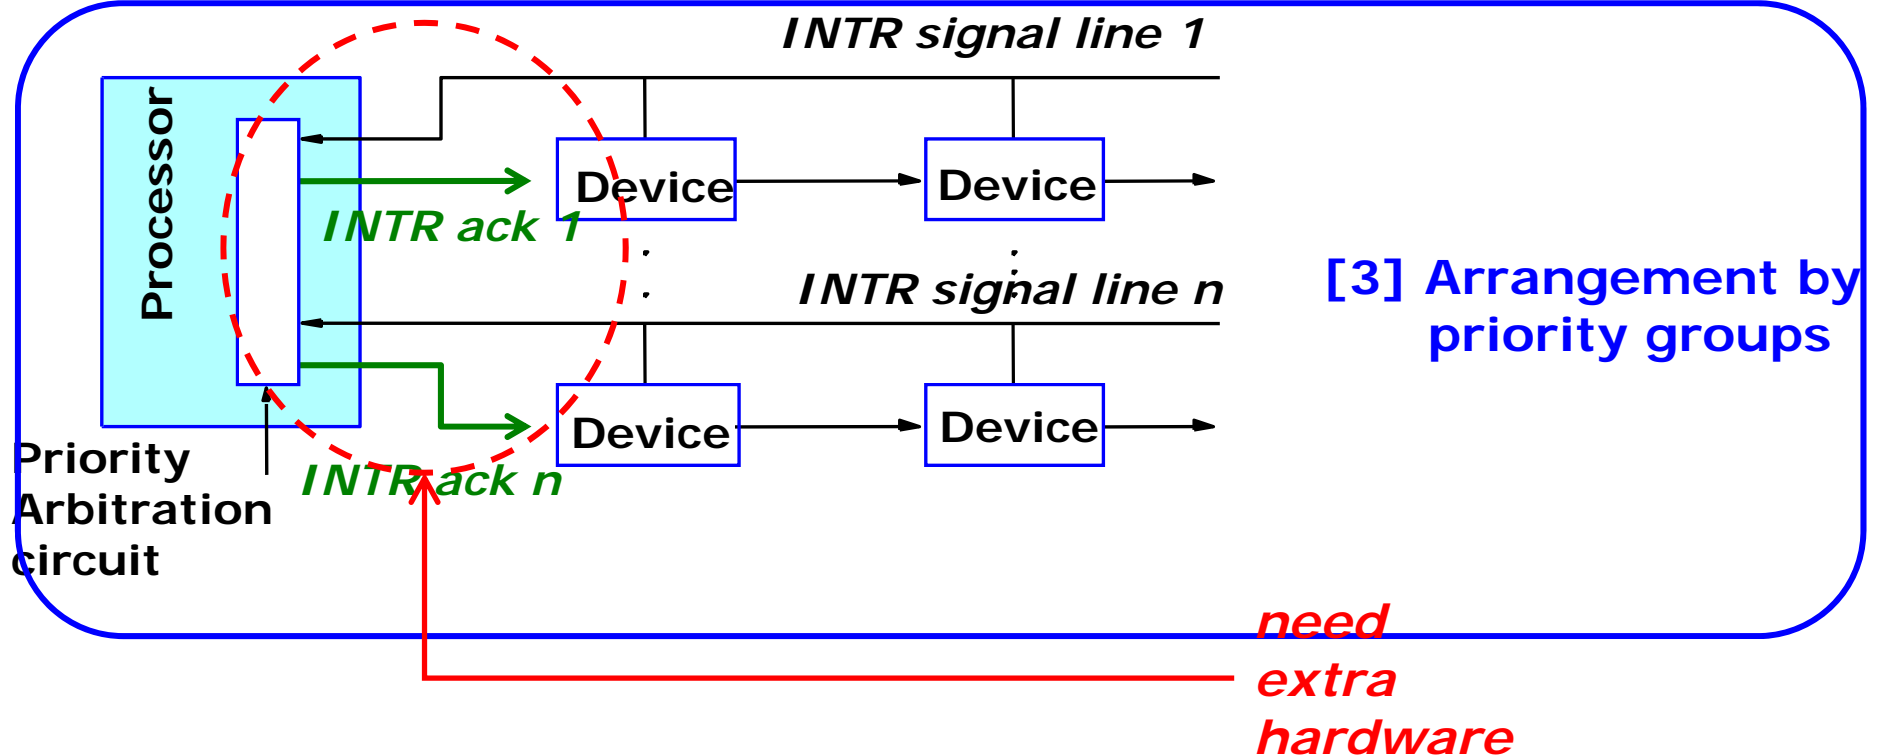 INTR signal line 1
Processor
Device
Device
INTR ack 1
INTR signal line n
[3] Arrangement by
priority groups
Device
Device
Priority
Arbitration
circuit
INTR ack n
need
extra
hardware